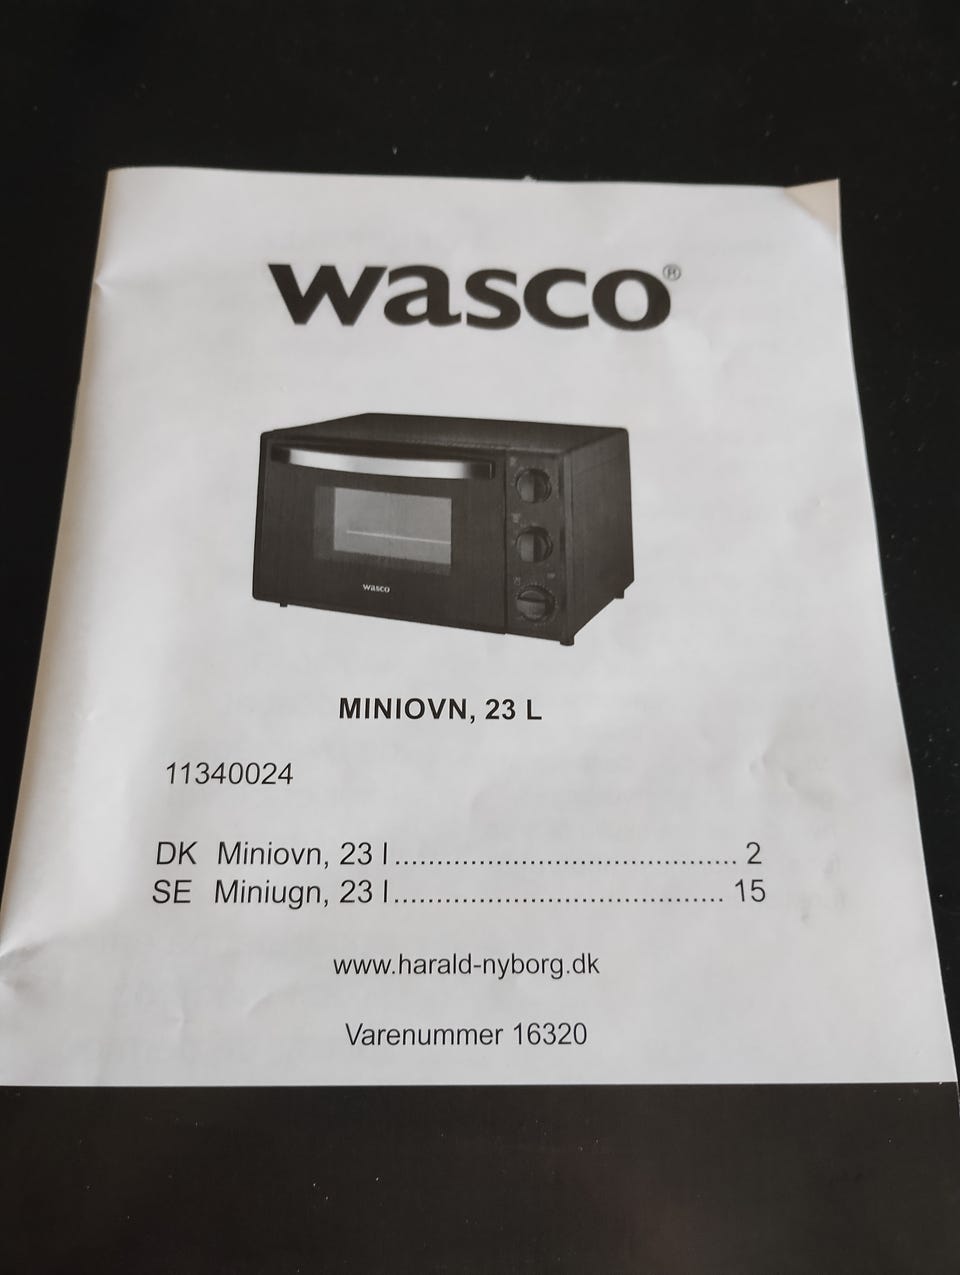 wasco®
wasco
MINIOVN, 23 L
11340024
DK Miniovn, 23 l........................................ 2
SE Miniugn, 23 l....................................... 15
www.harald-nyborg.dk
Varenummer 16320